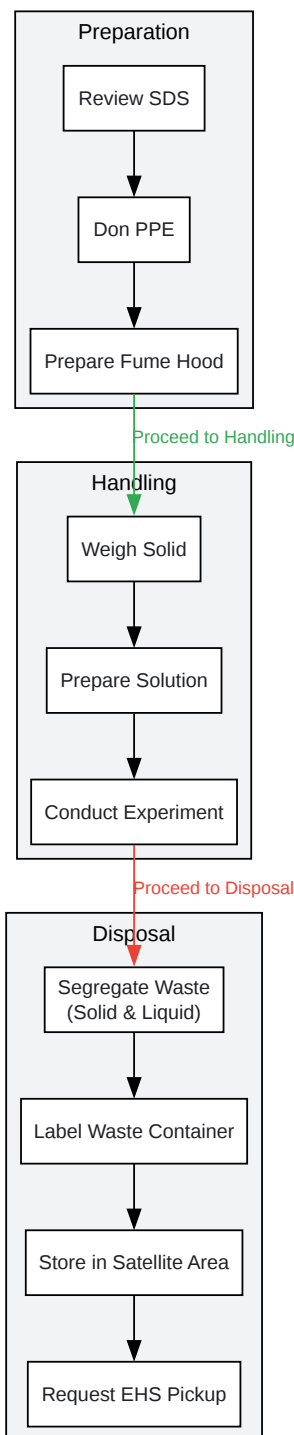 Preparation
Review SDS
Don PPE
Prepare Fume Hood
Proceed to Handling
Handling
Weigh Solid
Prepare Solution
Conduct Experiment
Proceed to Disposal
Disposal
Segregate Waste
(Solid & Liquid)
Label Waste Container
Store in Satellite Area
Request EHS Pickup